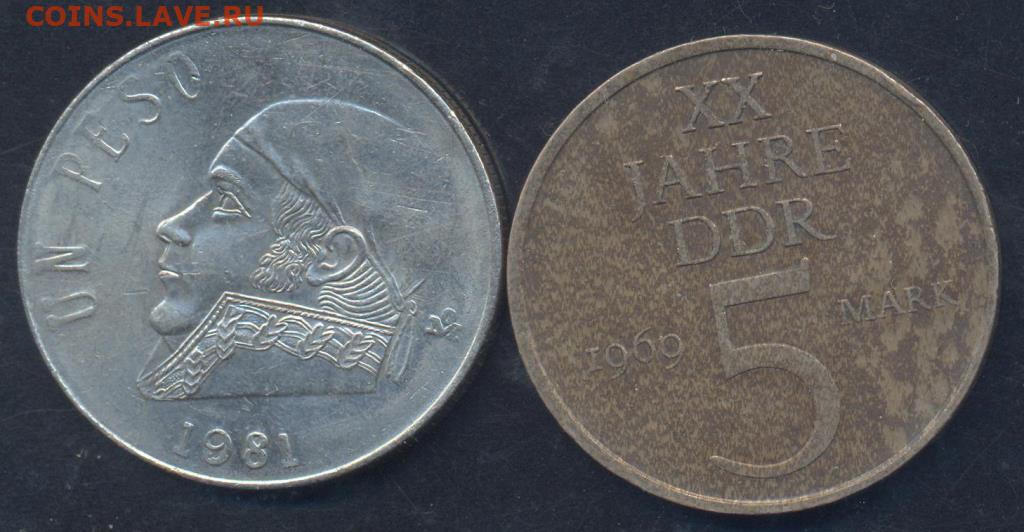 COINS.LAVE.RU
UN PESO
1981
XX
JAHRE
DDR
5
MARK
1969